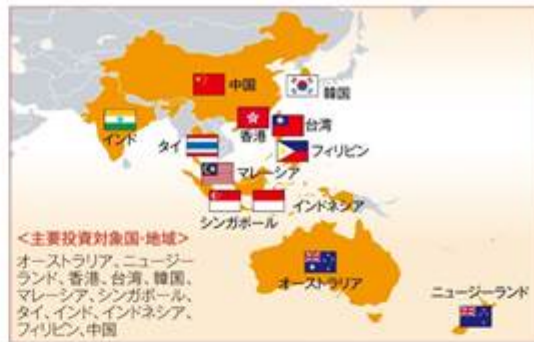 中国
韓国
インド
香港
台湾
タイ
フィリピン
マレーシア
シンガポール
インドネシア
<主要投資対象国・地域>
オーストラリア、ニュージー
ランド、香港、台湾、韓国、
マレーシア、シンガポール、
タイ、インド、インドネシア、
フィリピン、中国
オーストラリア
ニュージーランド